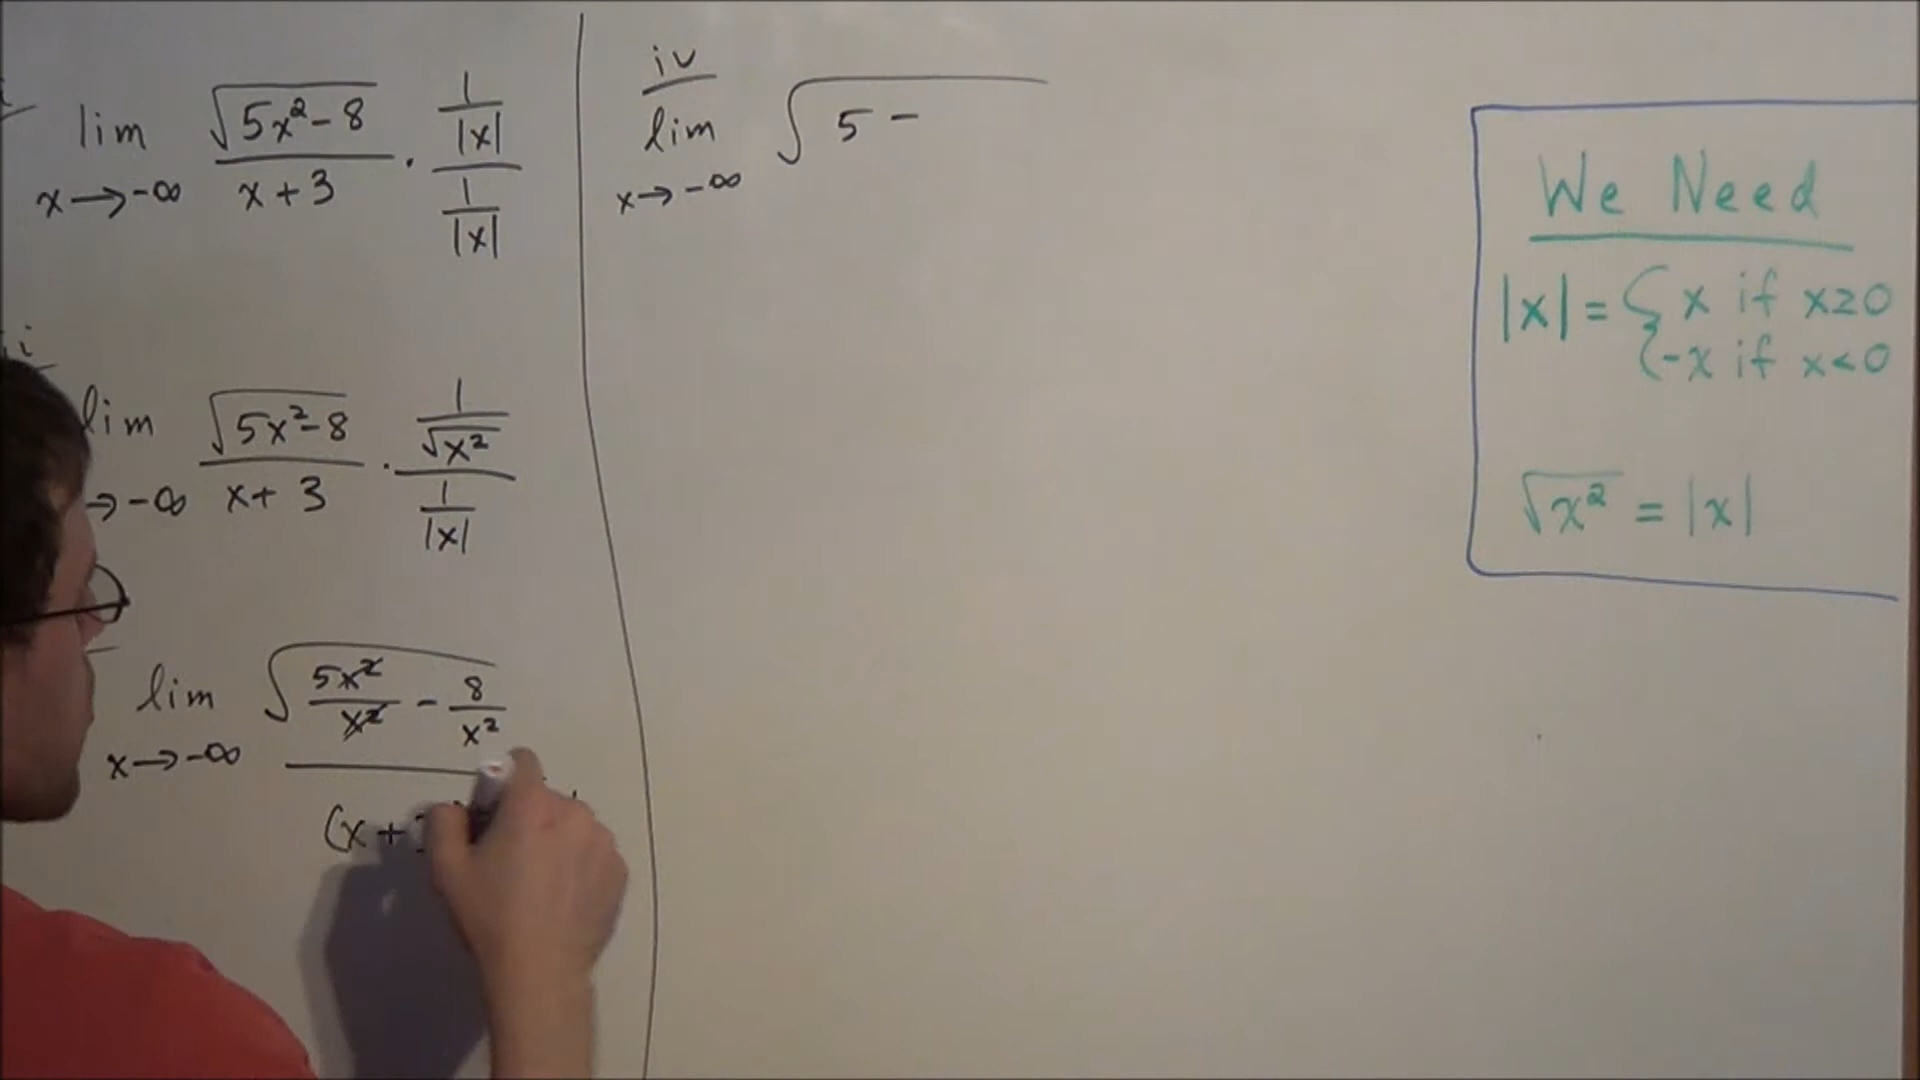 i
lim √(5x² - 8) / (x + 3) · (1/|x|) / (1/|x|)
x → -∞
ii
lim √(5x² - 8) / (x + 3) · (1/√x²) / (1/|x|)
→ -∞
lim √(5x²/x² - 8/x²)
x → -∞
(x +
iv
lim √5 -
x → -∞
We Need
|x| = { x if x ≥ 0
-x if x < 0
√x² = |x|